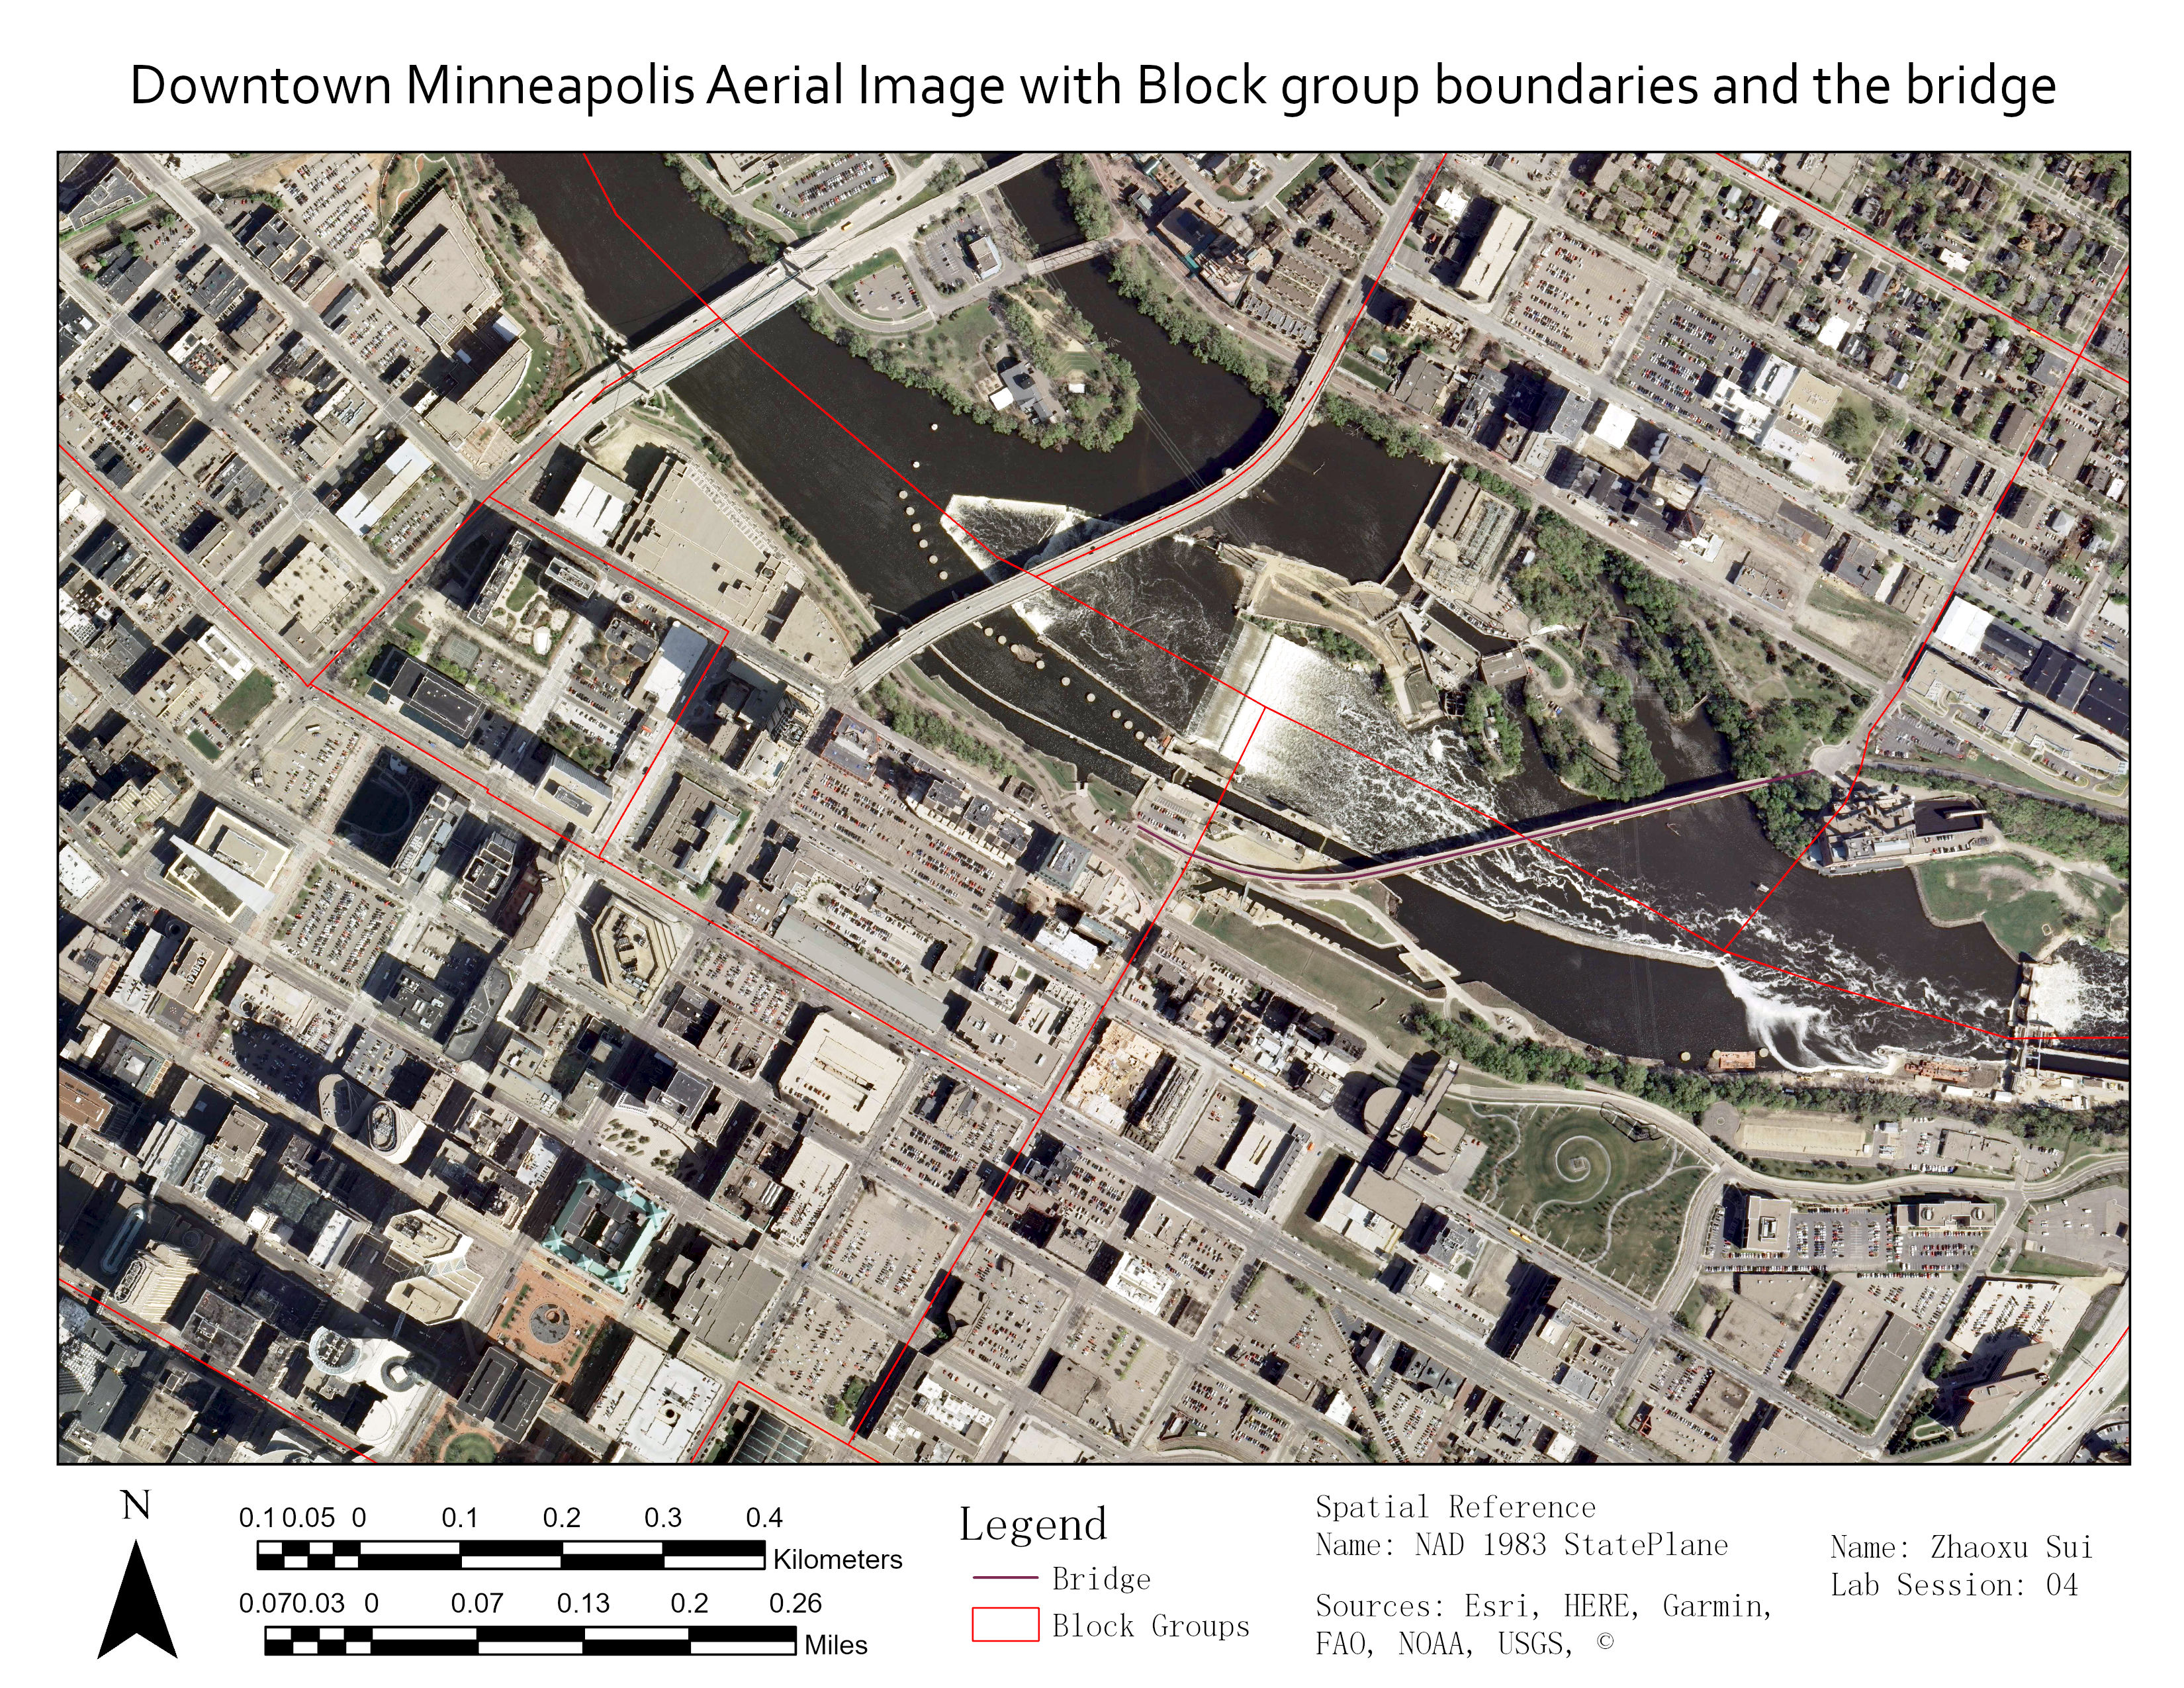 Downtown Minneapolis Aerial Image with Block group boundaries and the bridge
N
0.1 0.05 0 0.1 0.2 0.3 0.4
Kilometers
0.07 0.03 0 0.07 0.13 0.2 0.26
Miles
Legend
Bridge
Block Groups
Spatial Reference
Name: NAD 1983 StatePlane
Sources: Esri, HERE, Garmin,
FAO, NOAA, USGS, ©
Name: Zhaoxu Sui
Lab Session: 04